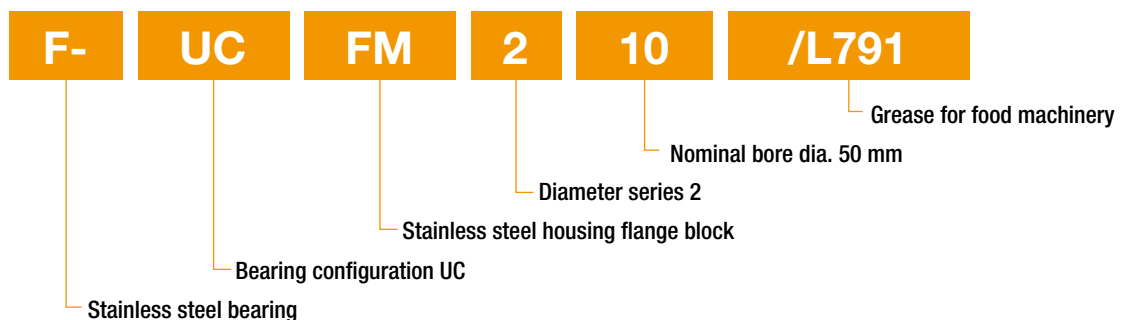 F- UC FM 2 10 /L791
Grease for food machinery
Nominal bore dia. 50 mm
Diameter series 2
Stainless steel housing flange block
Bearing configuration UC
Stainless steel bearing